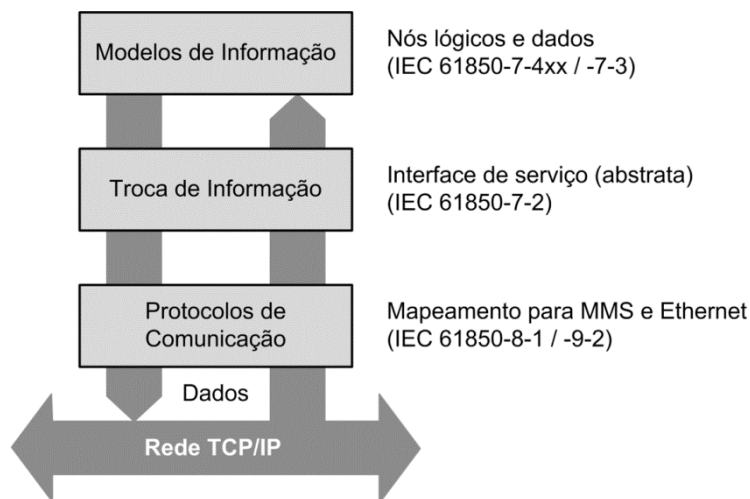 Modelos de Informação
Nós lógicos e dados
(IEC 61850-7-4xx / -7-3)
Troca de Informação
Interface de serviço (abstrata)
(IEC 61850-7-2)
Protocolos de
Comunicação
Mapeamento para MMS e Ethernet
(IEC 61850-8-1 / -9-2)
Dados
Rede TCP/IP